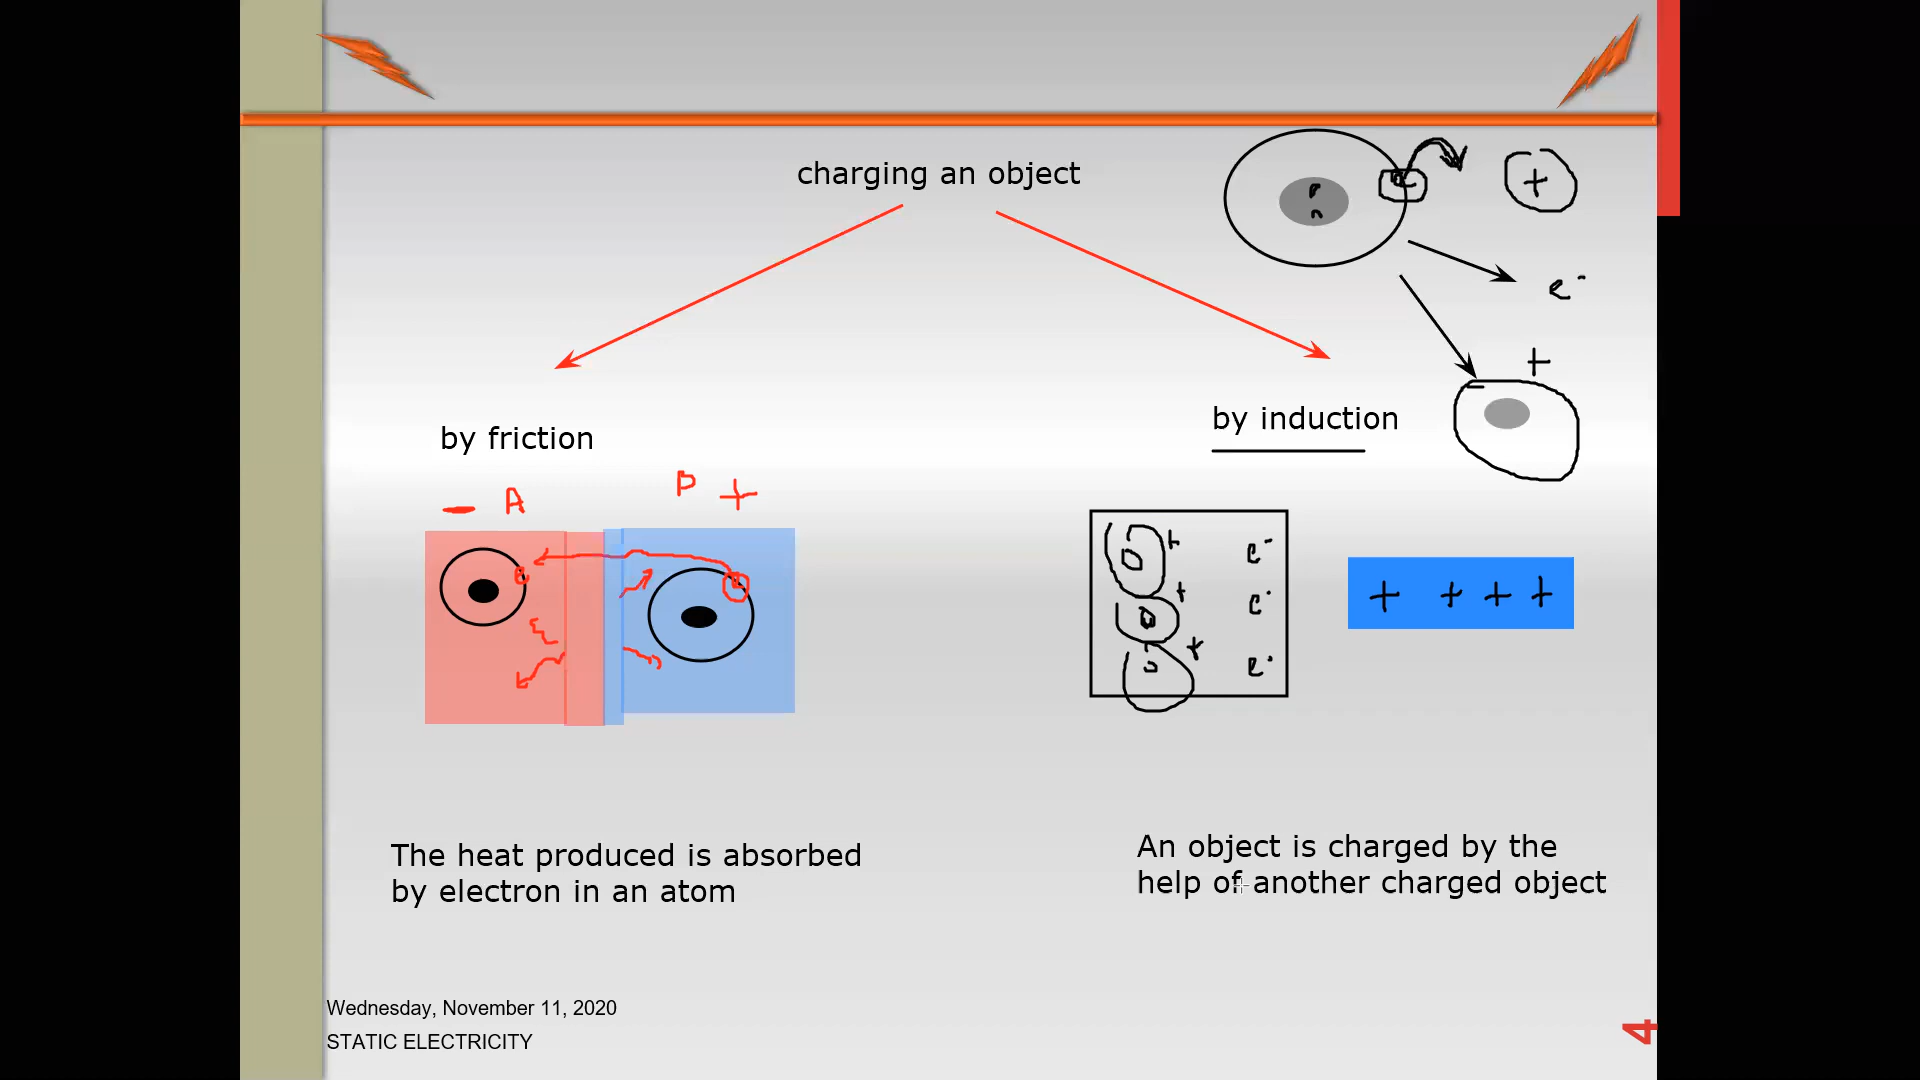 charging an object
+
e-
+
-
by friction
by induction
- A
P +
e
+ e-
+ e-
+ e-
+ + + +
The heat produced is absorbed
by electron in an atom
An object is charged by the
help of another charged object
Wednesday, November 11, 2020
STATIC ELECTRICITY
4